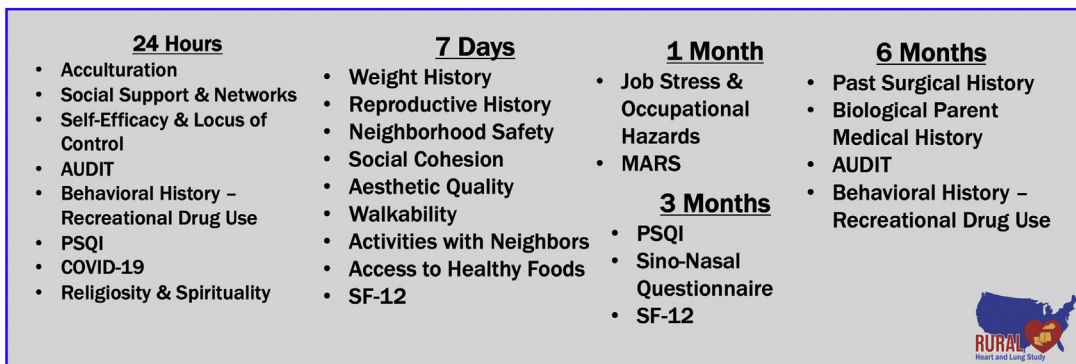 24 Hours
• Acculturation
• Social Support & Networks
• Self-Efficacy & Locus of
Control
• AUDIT
• Behavioral History –
Recreational Drug Use
• PSQI
• COVID-19
• Religiosity & Spirituality
7 Days
• Weight History
• Reproductive History
• Neighborhood Safety
• Social Cohesion
• Aesthetic Quality
• Walkability
• Activities with Neighbors
• Access to Healthy Foods
• SF-12
1 Month
• Job Stress &
Occupational
Hazards
• MARS
3 Months
• PSQI
• Sino-Nasal
Questionnaire
• SF-12
6 Months
• Past Surgical History
• Biological Parent
Medical History
• AUDIT
• Behavioral History –
Recreational Drug Use
RURAL
Heart and Lung Study